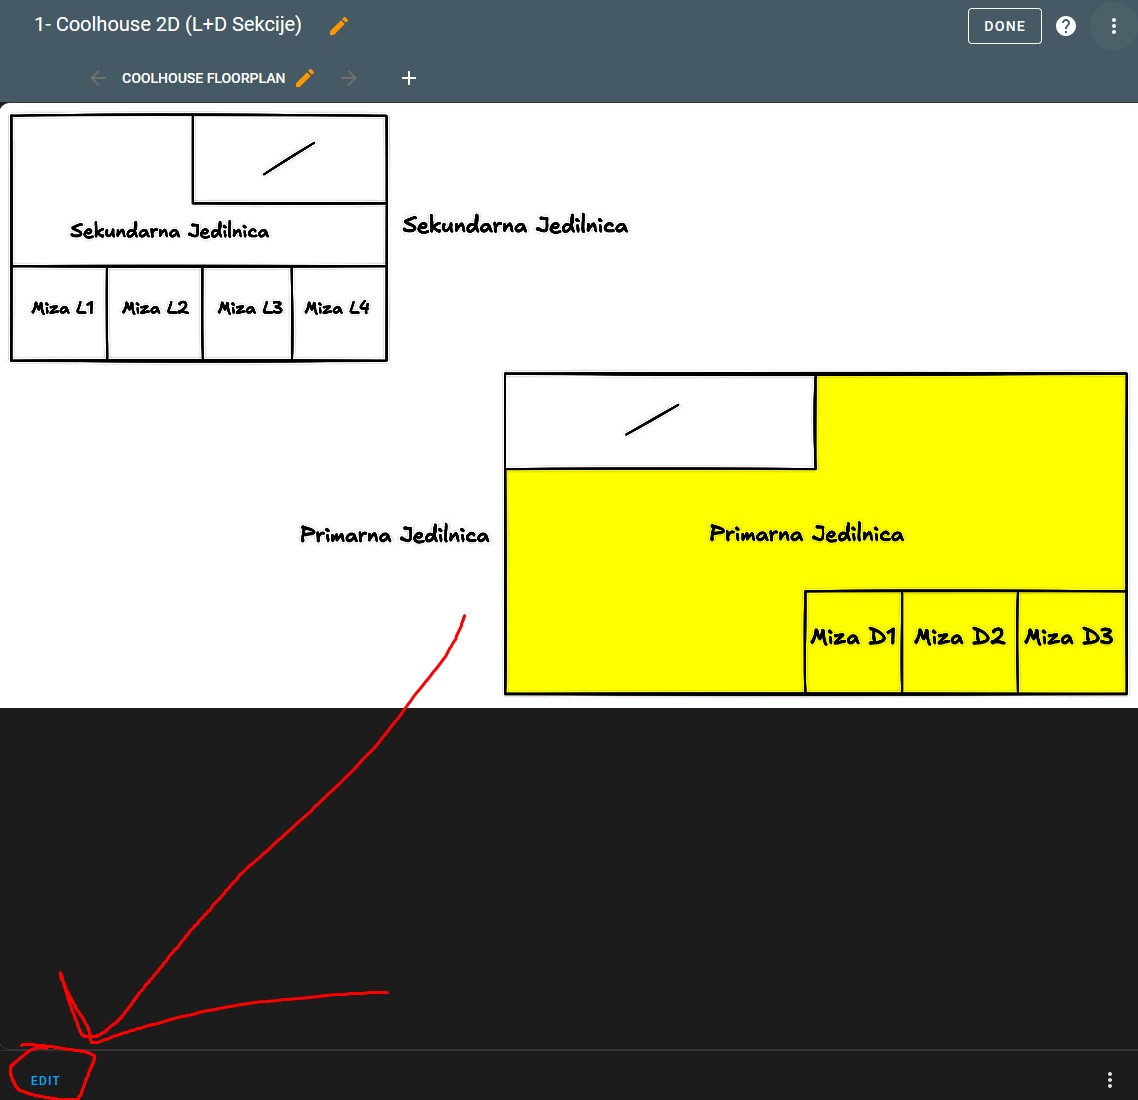 1- Coolhouse 2D (L+D Sekcije)
DONE
COOLHOUSE FLOORPLAN
Sekundarna Jedilnica
Sekundarna Jedilnica
Miza L1 Miza L2 Miza L3 Miza L4
Primarna Jedilnica
Primarna Jedilnica
Miza D1 Miza D2 Miza D3
EDIT